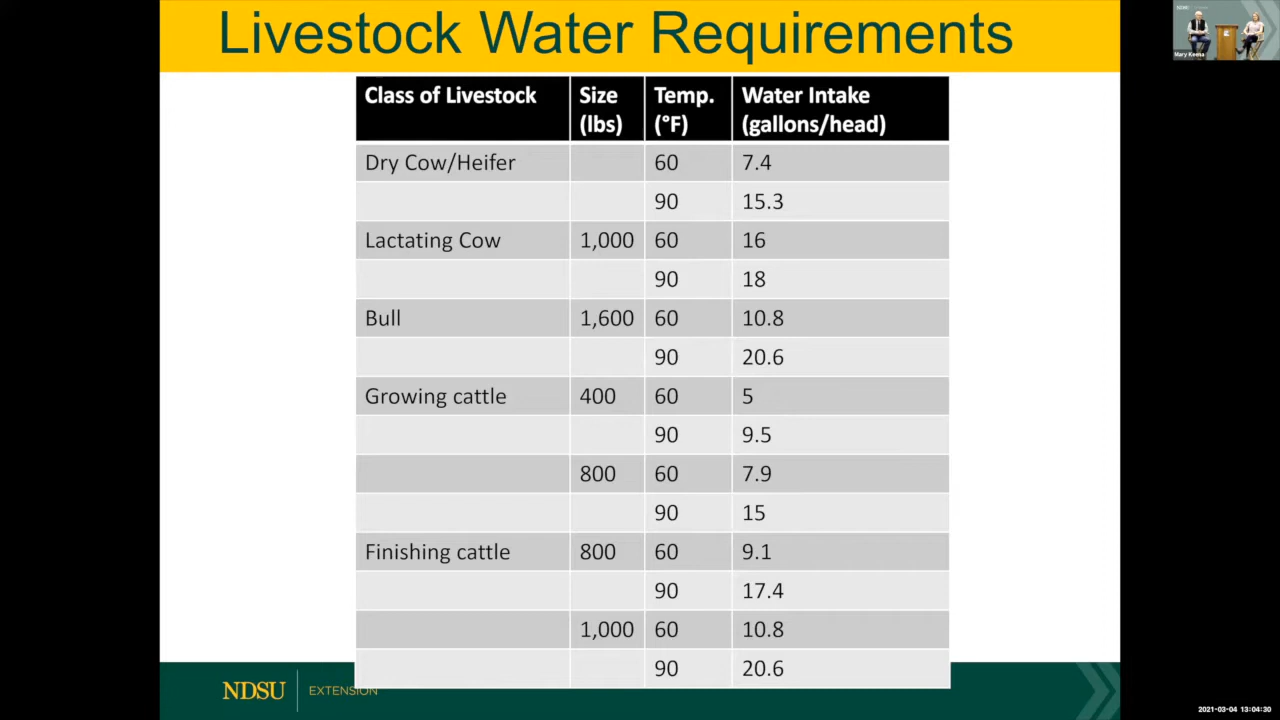 Livestock Water Requirements
Class of Livestock Size (lbs) Temp. (°F) Water Intake (gallons/head)
Dry Cow/Heifer 60 7.4
90 15.3
Lactating Cow 1,000 60 16
90 18
Bull 1,600 60 10.8
90 20.6
Growing cattle 400 60 5
90 9.5
800 60 7.9
90 15
Finishing cattle 800 60 9.1
90 17.4
1,000 60 10.8
90 20.6
NDSU EXTENSION
NDSU
Mary Keena
2021-03-04 13:04:30